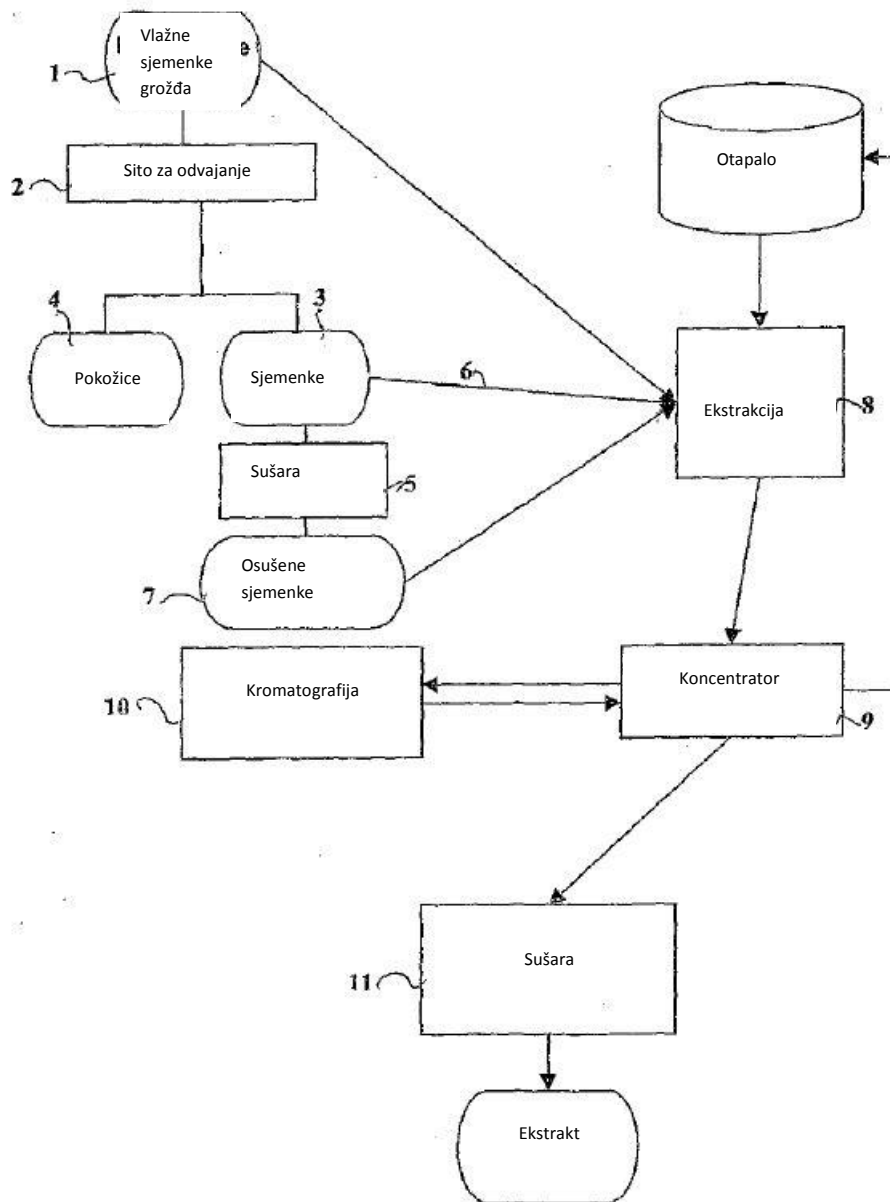 Vlažne
sjemenke
grožđa
1
Otapalo
Sito za odvajanje
2
4
3
Pokožice
Sjemenke
6
Ekstrakcija
8
Sušara
5
Osušene
sjemenke
7
Kromatografija
10
Koncentrator
9
Sušara
11
Ekstrakt